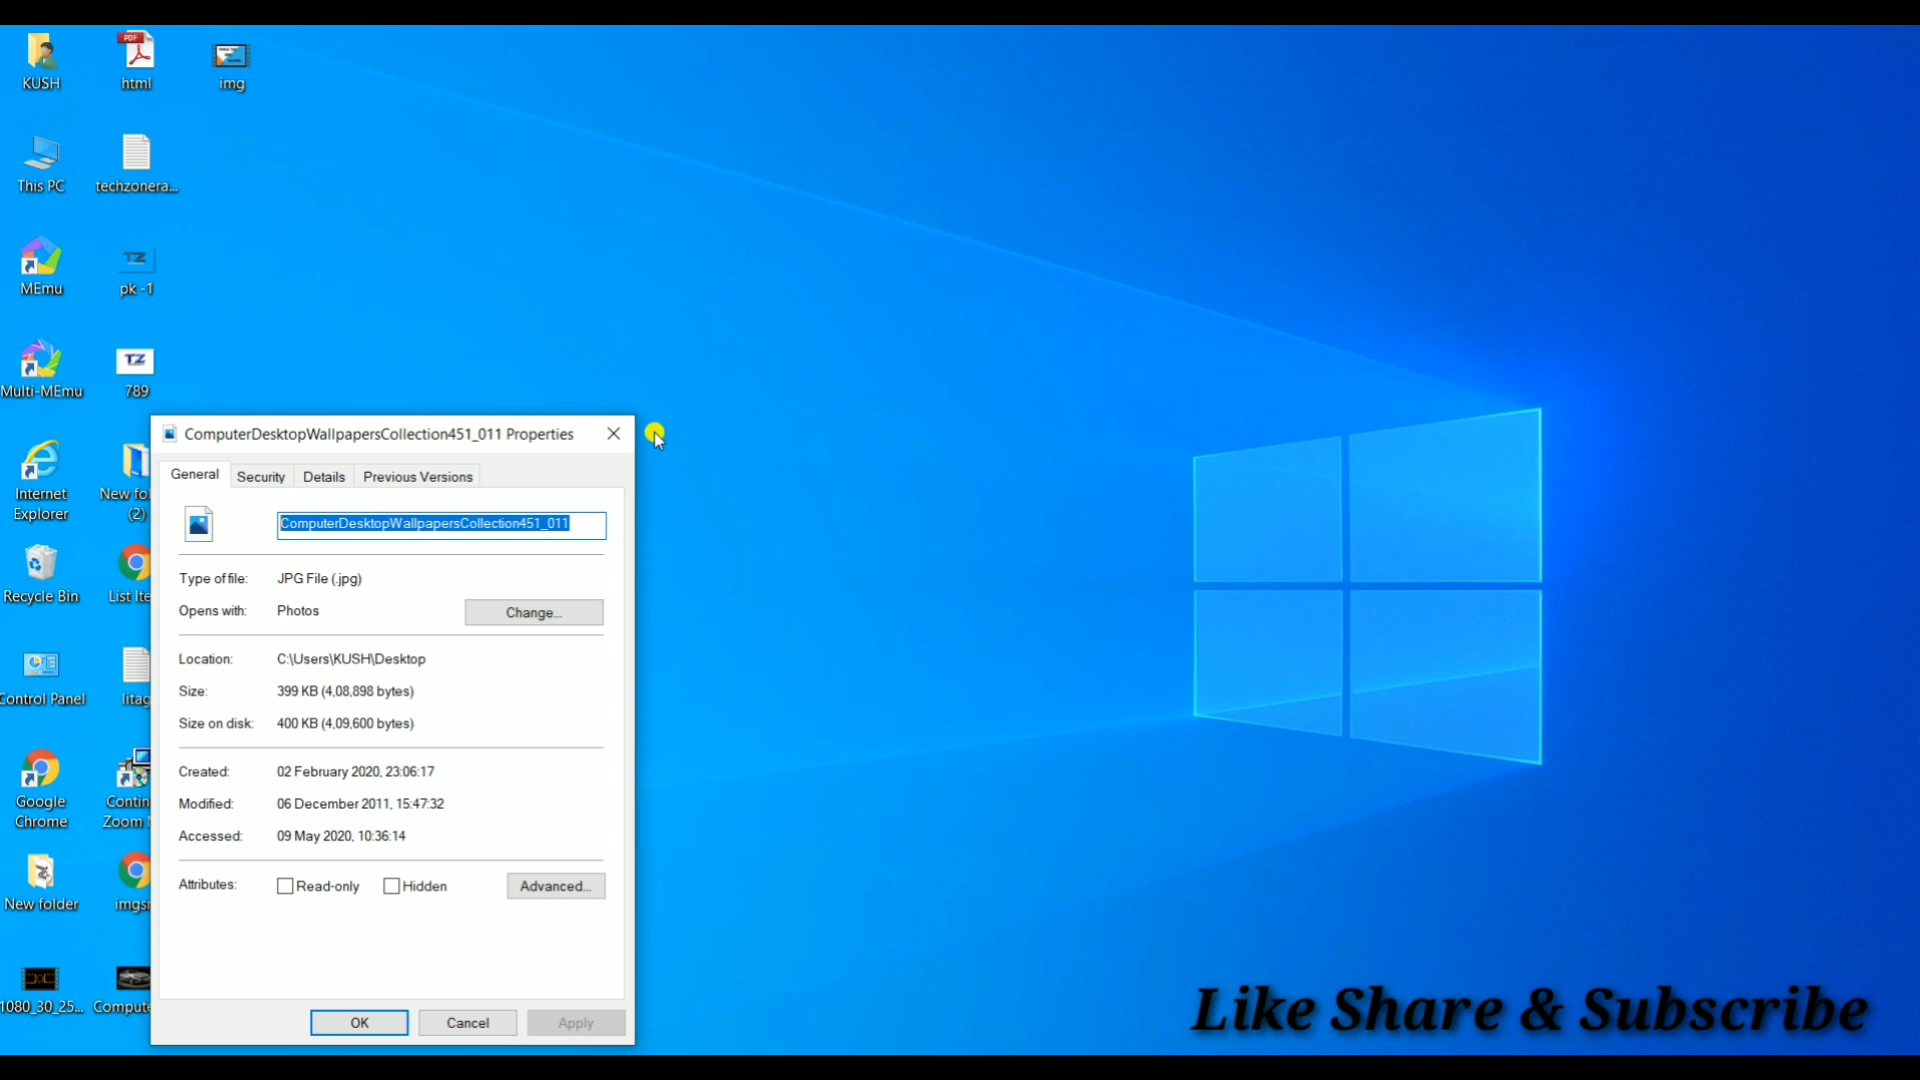 KUSH
html
img
This PC
techzonera...
MEmu
pk -1
Multi-MEmu
789
Internet
Explorer
New fo
(2)
Recycle Bin
List Ite
Control Panel
litag
Google
Chrome
Contin
Zoom
New folder
imgsr
1080_30_25...
Compute
ComputerDesktopWallpapersCollection451_011 Properties
General
Security
Details
Previous Versions
ComputerDesktopWallpapersCollection451_011
Type of file: JPG File (.jpg)
Opens with: Photos
Change...
Location: C:\Users\KUSH\Desktop
Size: 399 KB (4,08,898 bytes)
Size on disk: 400 KB (4,09,600 bytes)
Created: 02 February 2020, 23:06:17
Modified: 06 December 2011, 15:47:32
Accessed: 09 May 2020, 10:36:14
Attributes: Read-only Hidden Advanced...
OK Cancel Apply
Like Share & Subscribe
PDF
TZ
TZ